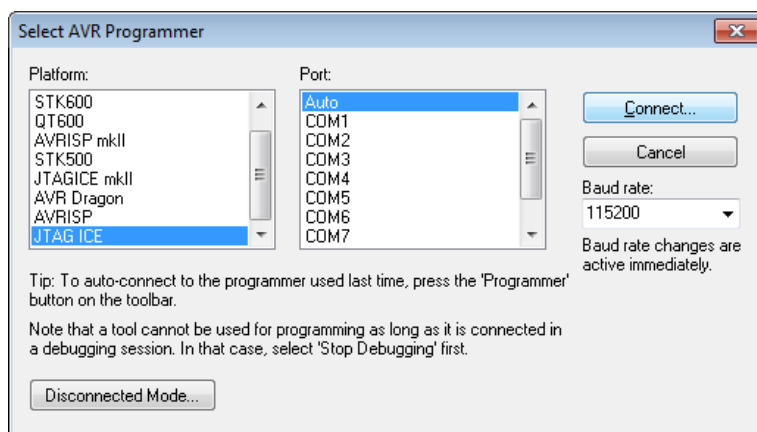 Select AVR Programmer
Platform:
STK600
QT600
AVRISP mkII
STK500
JTAGICE mkII
AVR Dragon
AVRISP
JTAG ICE
Port:
Auto
COM1
COM2
COM3
COM4
COM5
COM6
COM7
Connect...
Cancel
Baud rate:
115200
Baud rate changes are
active immediately.
Tip: To auto-connect to the programmer used last time, press the 'Programmer'
button on the toolbar.
Note that a tool cannot be used for programming as long as it is connected in
a debugging session. In that case, select 'Stop Debugging' first.
Disconnected Mode...